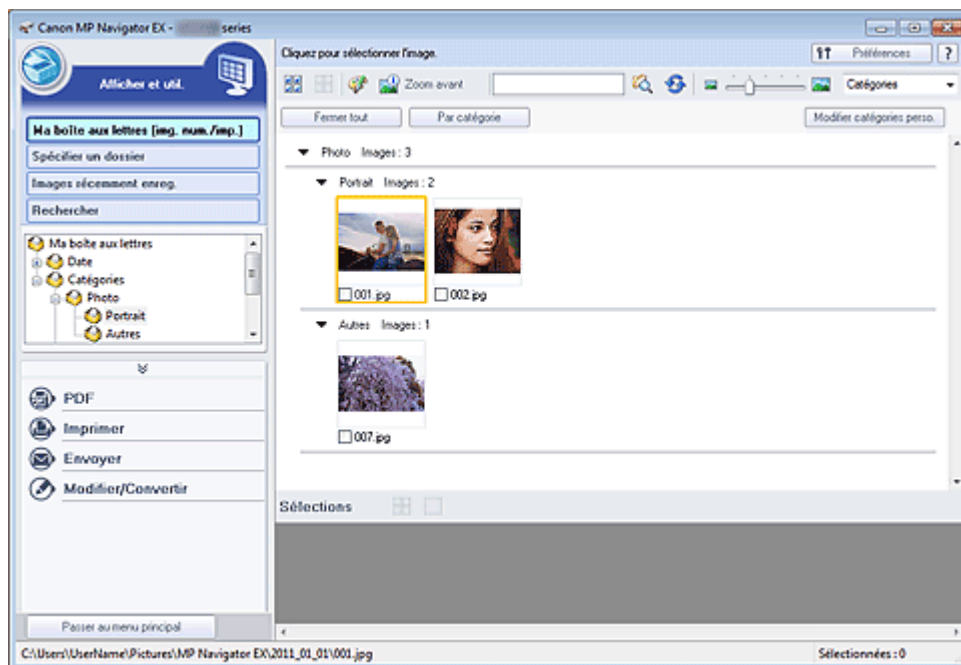 Canon MP Navigator EX - series
Afficher et util.
Ma boîte aux lettres [img. num./imp.]
Spécifier un dossier
Images récemment enreg.
Rechercher
Ma boîte aux lettres
Date
Catégories
Photo
Portrait
Autres
PDF
Imprimer
Envoyer
Modifier/Convertir
Passer au menu principal
Cliquez pour sélectionner l'image.
Préférences
?
Zoom avant
Catégories
Fermer tout
Par catégorie
Modifier catégories perso.
Photo Images : 3
Portrait Images : 2
001.jpg
002.jpg
Autres Images : 1
007.jpg
Sélections
C:\Users\UserName\Pictures\MP Navigator EX\2011_01_01\001.jpg
Sélectionnées : 0